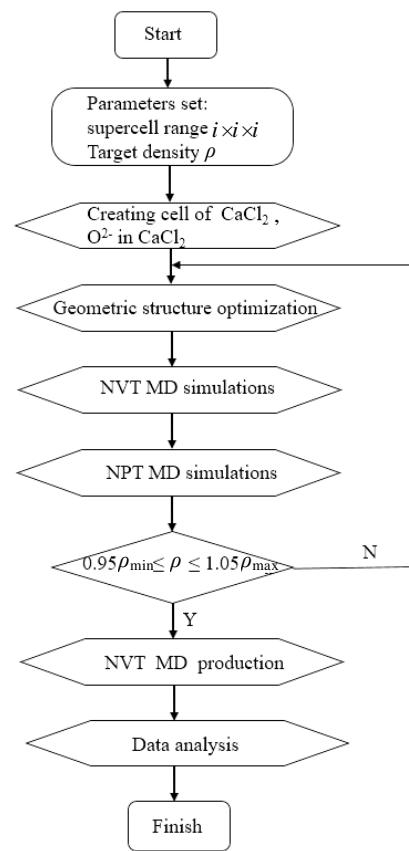 Start
Parameters set:
supercell range i×i×i
Target density ρ
Creating cell of CaCl₂ ,
O²⁻ in CaCl₂
Geometric structure optimization
NVT MD simulations
NPT MD simulations
0.95ρmin ≤ ρ ≤ 1.05ρmax
N
Y
NVT MD production
Data analysis
Finish